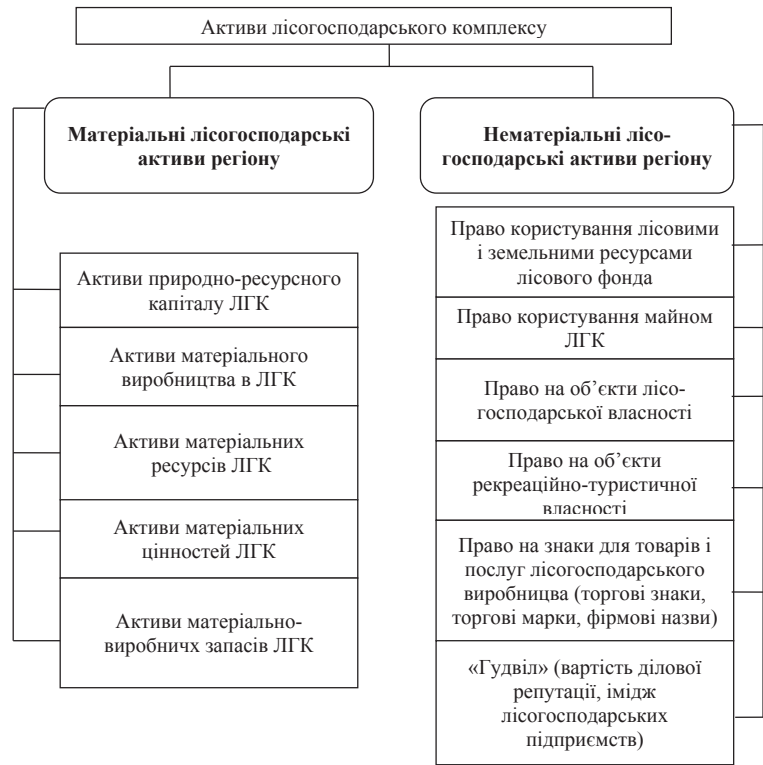 Активи лісогосподарського комплексу
Матеріальні лісогосподарські
активи регіону
Активи природно-ресурсного
капіталу ЛГК
Активи матеріального
виробництва в ЛГК
Активи матеріальних
ресурсів ЛГК
Активи матеріальних
цінностей ЛГК
Активи матеріально-
виробничх запасів ЛГК
Нематеріальні лісо-
господарські активи регіону
Право користування лісовими
і земельними ресурсами
лісового фонда
Право користування майном
ЛГК
Право на об’єкти лісо-
господарської власності
Право на об’єкти
рекреаційно-туристичної
власності
Право на знаки для товарів і
послуг лісогосподарського
виробницва (торгові знаки,
торгові марки, фірмові назви)
«Гудвіл» (вартість ділової
репутації, імідж
лісогосподарських
підприємств)